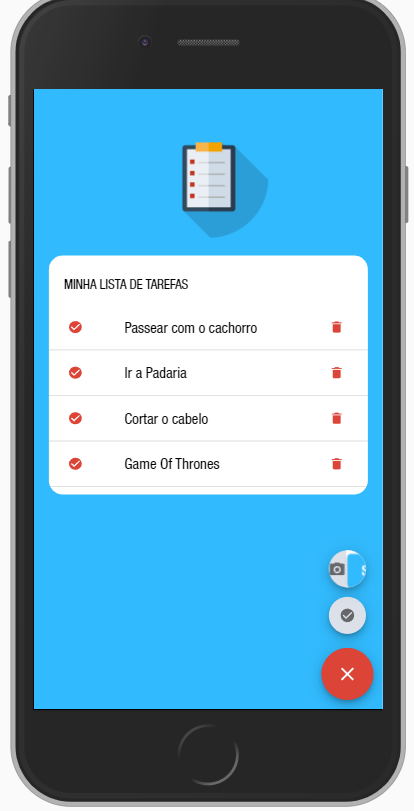 MINHA LISTA DE TAREFAS
Passear com o cachorro
Ir a Padaria
Cortar o cabelo
Game Of Thrones